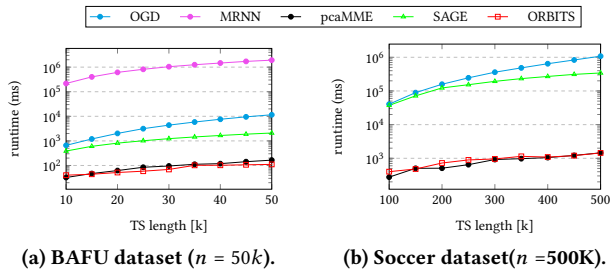 OGD MRNN pcaMME SAGE ORBITS
runtime (ms)
10^6
10^5
10^4
10^3
10^2
10 20 30 40 50
TS length [k]
(a) BAFU dataset (n = 50k).
runtime (ms)
10^6
10^5
10^4
10^3
100 200 300 400 500
TS length [k]
(b) Soccer dataset(n =500K).